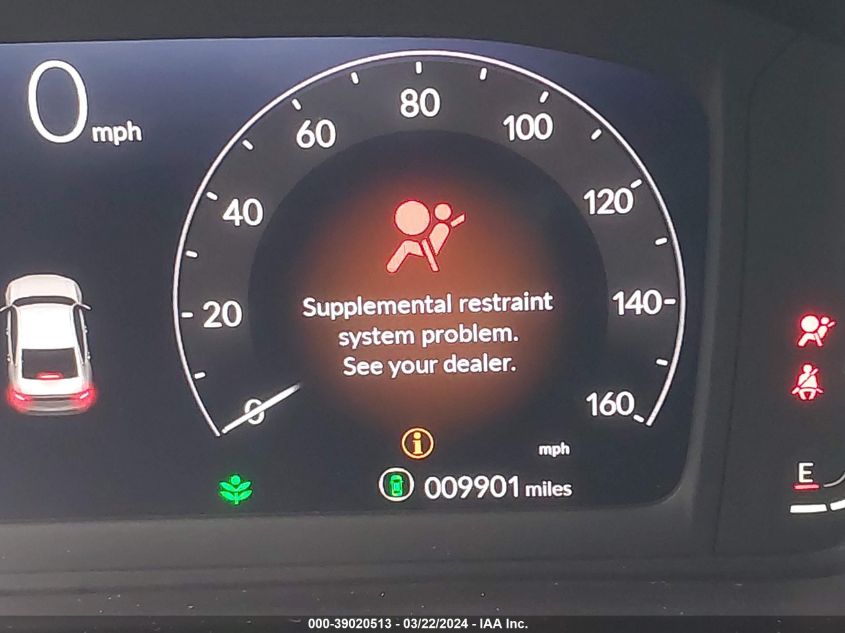 0 mph
80
60
100
40
120
20
140
0
160
Supplemental restraint
system problem.
See your dealer.
mph
009901 miles
E
000-39020513 - 03/22/2024 - IAA Inc.